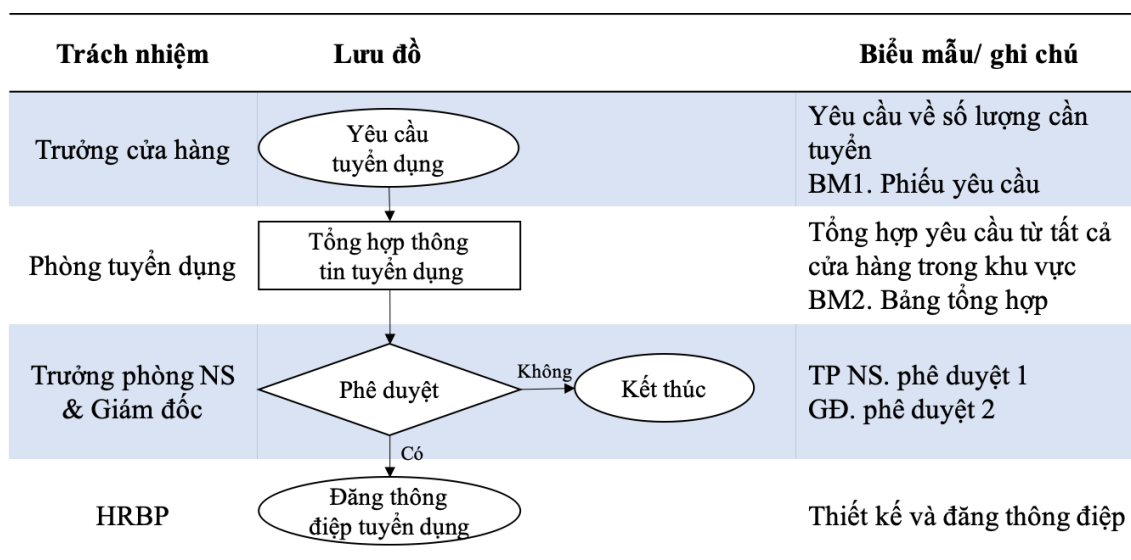 Trách nhiệm
Lưu đồ
Biểu mẫu/ ghi chú
Trưởng cửa hàng
Yêu cầu
tuyển dụng
Yêu cầu về số lượng cần
tuyển
BM1. Phiếu yêu cầu
Phòng tuyển dụng
Tổng hợp thông
tin tuyển dụng
Tổng hợp yêu cầu từ tất cả
cửa hàng trong khu vực
BM2. Bảng tổng hợp
Trưởng phòng NS
& Giám đốc
Phê duyệt
Không
Kết thúc
TP NS. phê duyệt 1
GĐ. phê duyệt 2
Có
HRBP
Đăng thông
điệp tuyển dụng
Thiết kế và đăng thông điệp